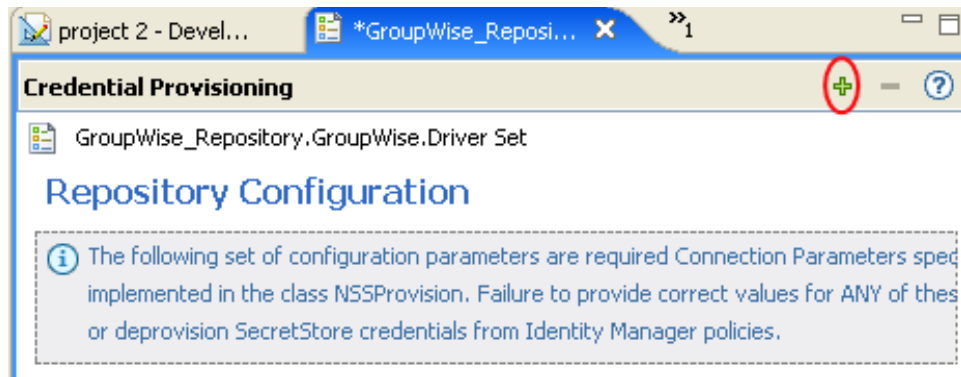 project 2 - Devel... *GroupWise_Reposi... »1
Credential Provisioning
GroupWise_Repository.GroupWise.Driver Set
Repository Configuration
The following set of configuration parameters are required Connection Parameters spec
implemented in the class NSSProvision. Failure to provide correct values for ANY of thes
or deprovision SecretStore credentials from Identity Manager policies.